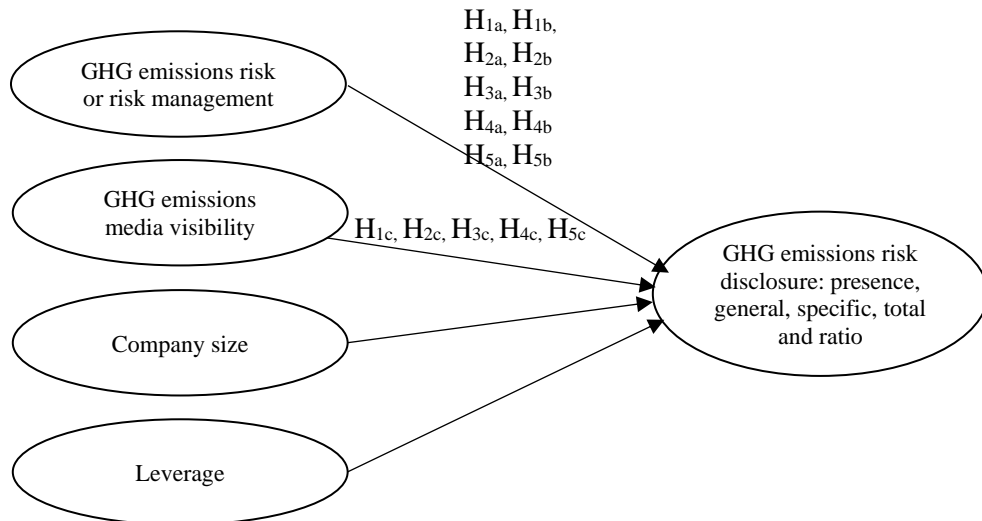 H1a, H1b,
H2a, H2b
H3a, H3b
H4a, H4b
H5a, H5b
GHG emissions risk
or risk management
GHG emissions
media visibility
H1c, H2c, H3c, H4c, H5c
GHG emissions risk
disclosure: presence,
general, specific, total
and ratio
Company size
Leverage